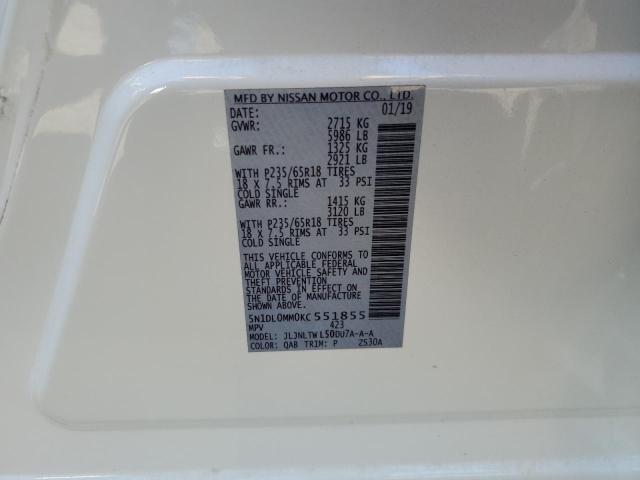 MFD BY NISSAN MOTOR CO., LTD.
DATE: 01/19
GVWR: 2715 KG
5986 LB
GAWR FR.: 1325 KG
2921 LB
WITH P235/65R18 TIRES
18 X 7.5 RIMS AT 33 PSI
COLD SINGLE
GAWR RR.: 1415 KG
3120 LB
WITH P235/65R18 TIRES
18 X 7.5 RIMS AT 33 PSI
COLD SINGLE
THIS VEHICLE CONFORMS TO
ALL APPLICABLE FEDERAL
MOTOR VEHICLE SAFETY AND
THEFT PREVENTION
STANDARDS IN EFFECT ON
THE DATE OF MANUFACTURE
SHOWN ABOVE.
5N1DL0MM0KC551855
MPV 423
MODEL: JLJNLTWL50DU7A-A-A
COLOR: QAB TRIM: P ZS30A